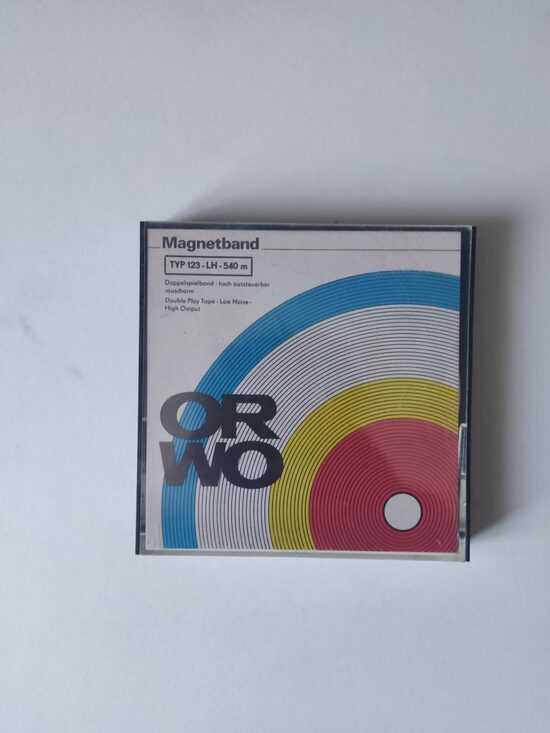 Magnetband
TYP 123 - LH - 540 m
Doppelspielband · hoch aussteuerbar
rauscharm
Double Play Tape · Low Noise ·
High Output
OR
WO